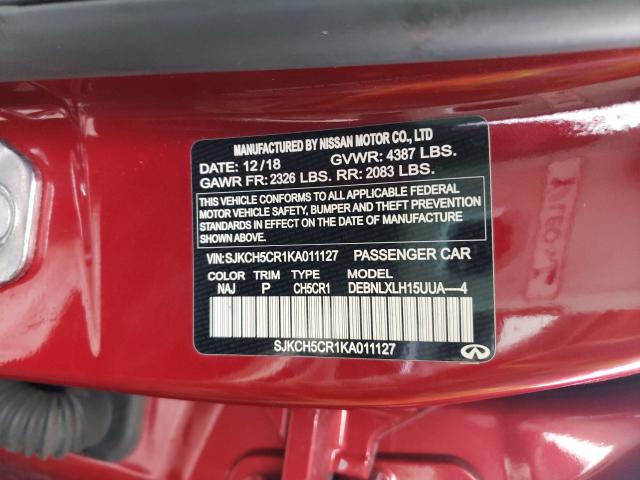 MANUFACTURED BY NISSAN MOTOR CO., LTD
DATE: 12/18 GVWR: 4387 LBS.
GAWR FR: 2326 LBS. RR: 2083 LBS.
THIS VEHICLE CONFORMS TO ALL APPLICABLE FEDERAL
MOTOR VEHICLE SAFETY, BUMPER AND THEFT PREVENTION
STANDARDS IN EFFECT ON THE DATE OF MANUFACTURE
SHOWN ABOVE.
VIN:SJKCH5CR1KA011127 PASSENGER CAR
COLOR TRIM TYPE MODEL
NAJ P CH5CR1 DEBNLXLH15UUA----4
SJKCH5CR1KA011127